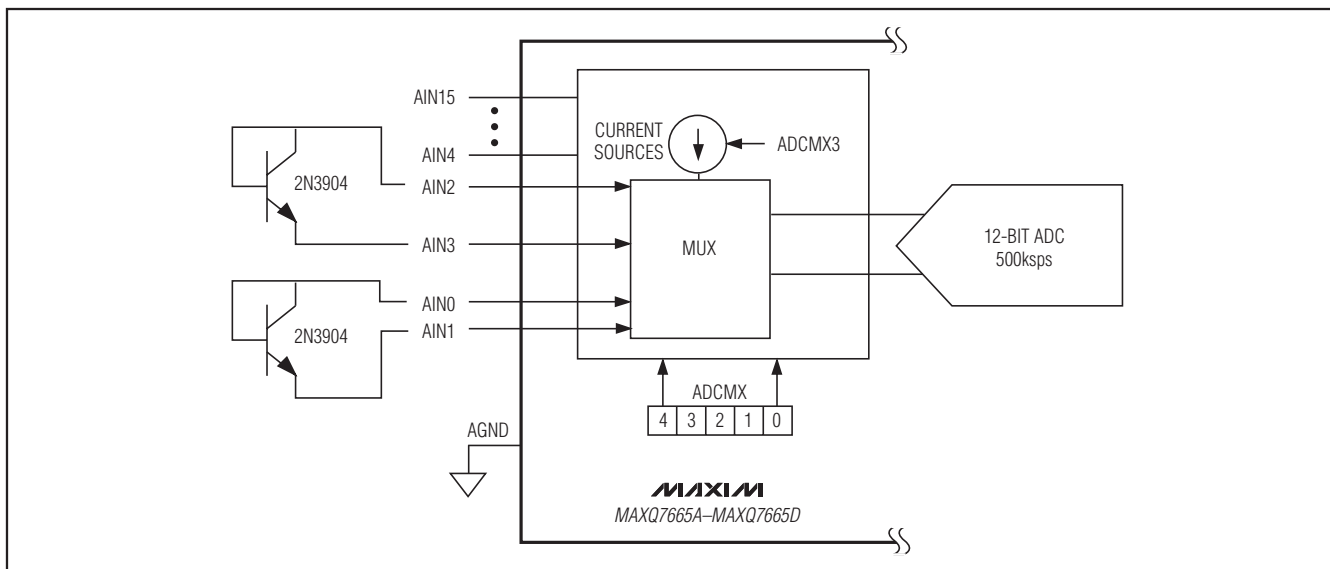 AIN15
CURRENT
SOURCES
ADCMX3
AIN4
2N3904
AIN2
AIN3
MUX
12-BIT ADC
500ksps
AIN0
2N3904
AIN1
ADCMX
4 3 2 1 0
AGND
MAXIM
MAXQ7665A–MAXQ7665D